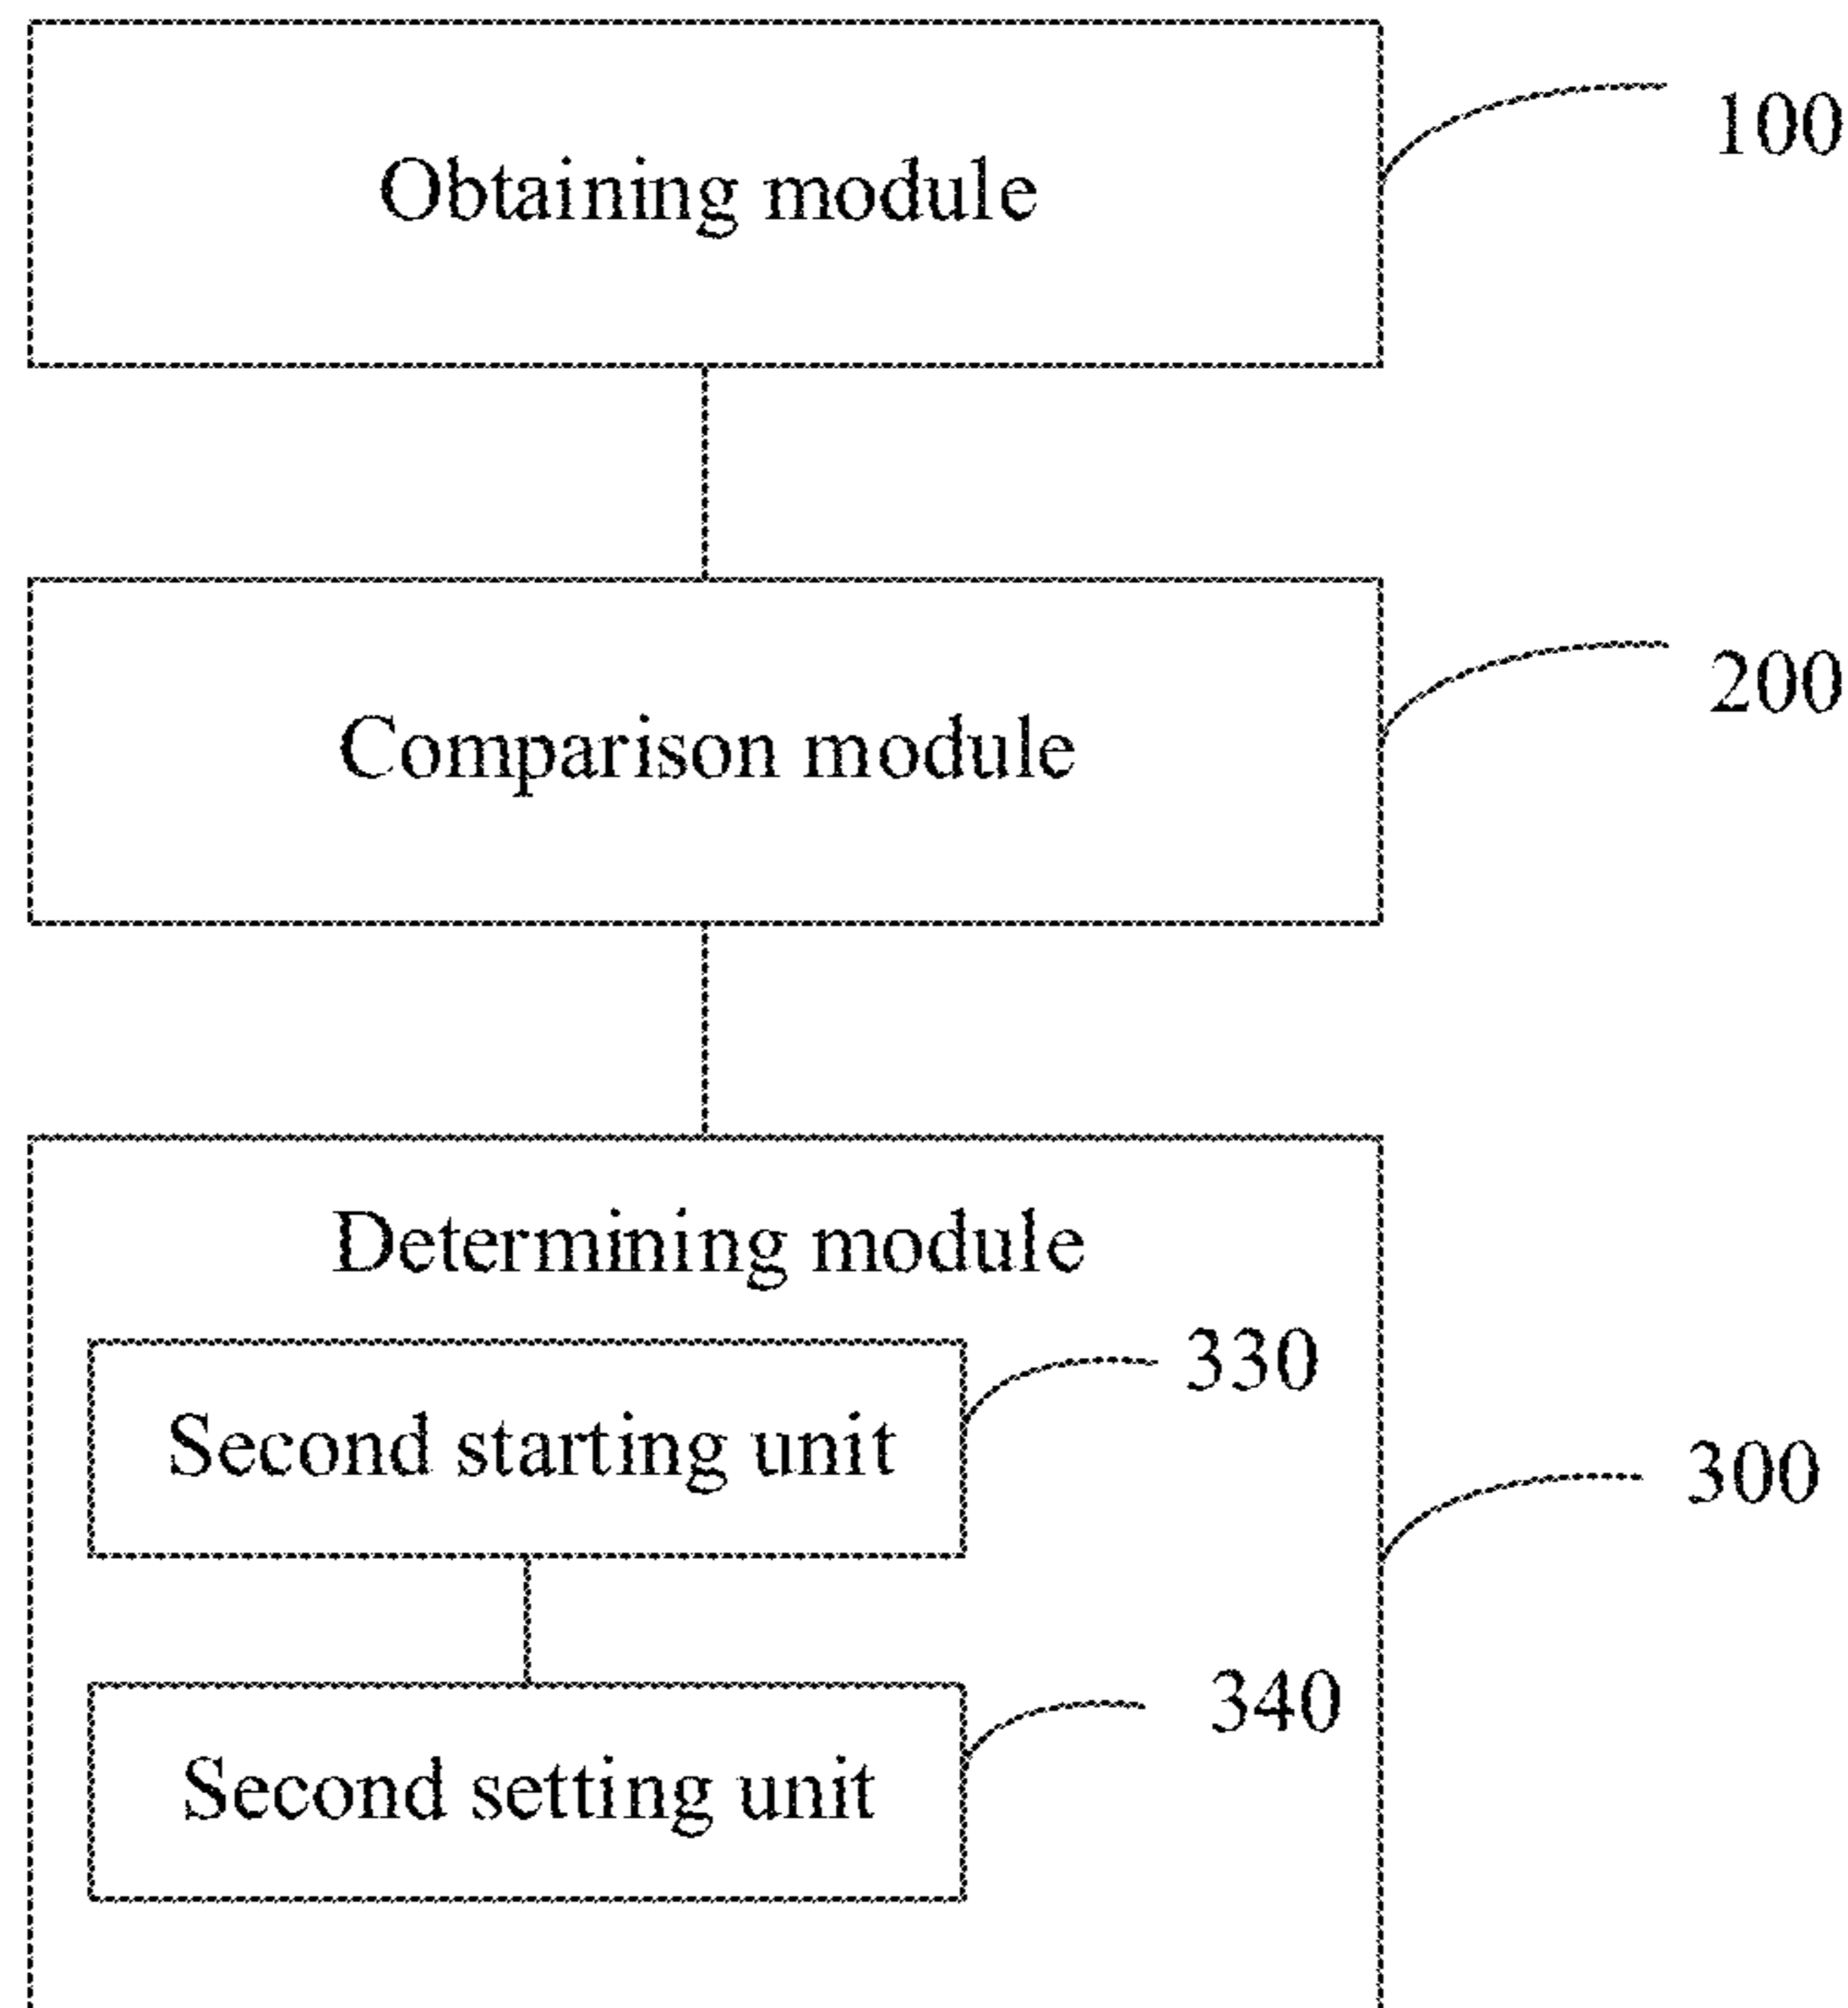 Obtaining module
100
Comparison module
200
Determining module
330
Second starting unit
300
340
Second setting unit